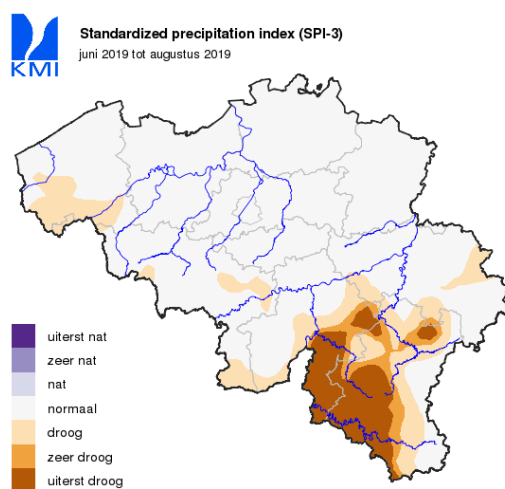 Standardized precipitation index (SPI-3)
juni 2019 tot augustus 2019
KMI
uiterst nat
zeer nat
nat
normaal
droog
zeer droog
uiterst droog